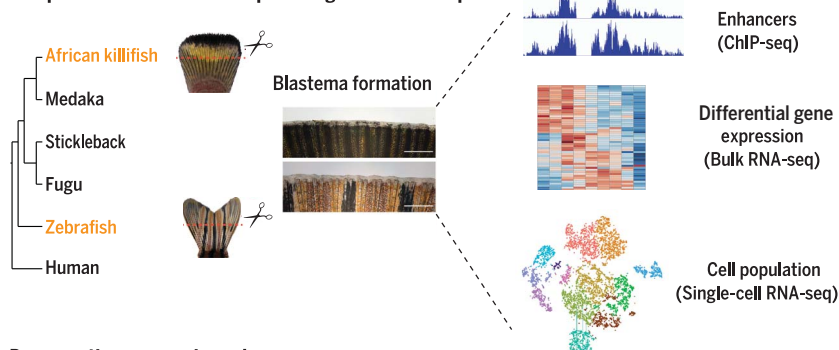 African killifish
Medaka
Stickleback
Fugu
Zebrafish
Human
Blastema formation
Enhancers
(ChIP-seq)
Differential gene
expression
(Bulk RNA-seq)
Cell population
(Single-cell RNA-seq)